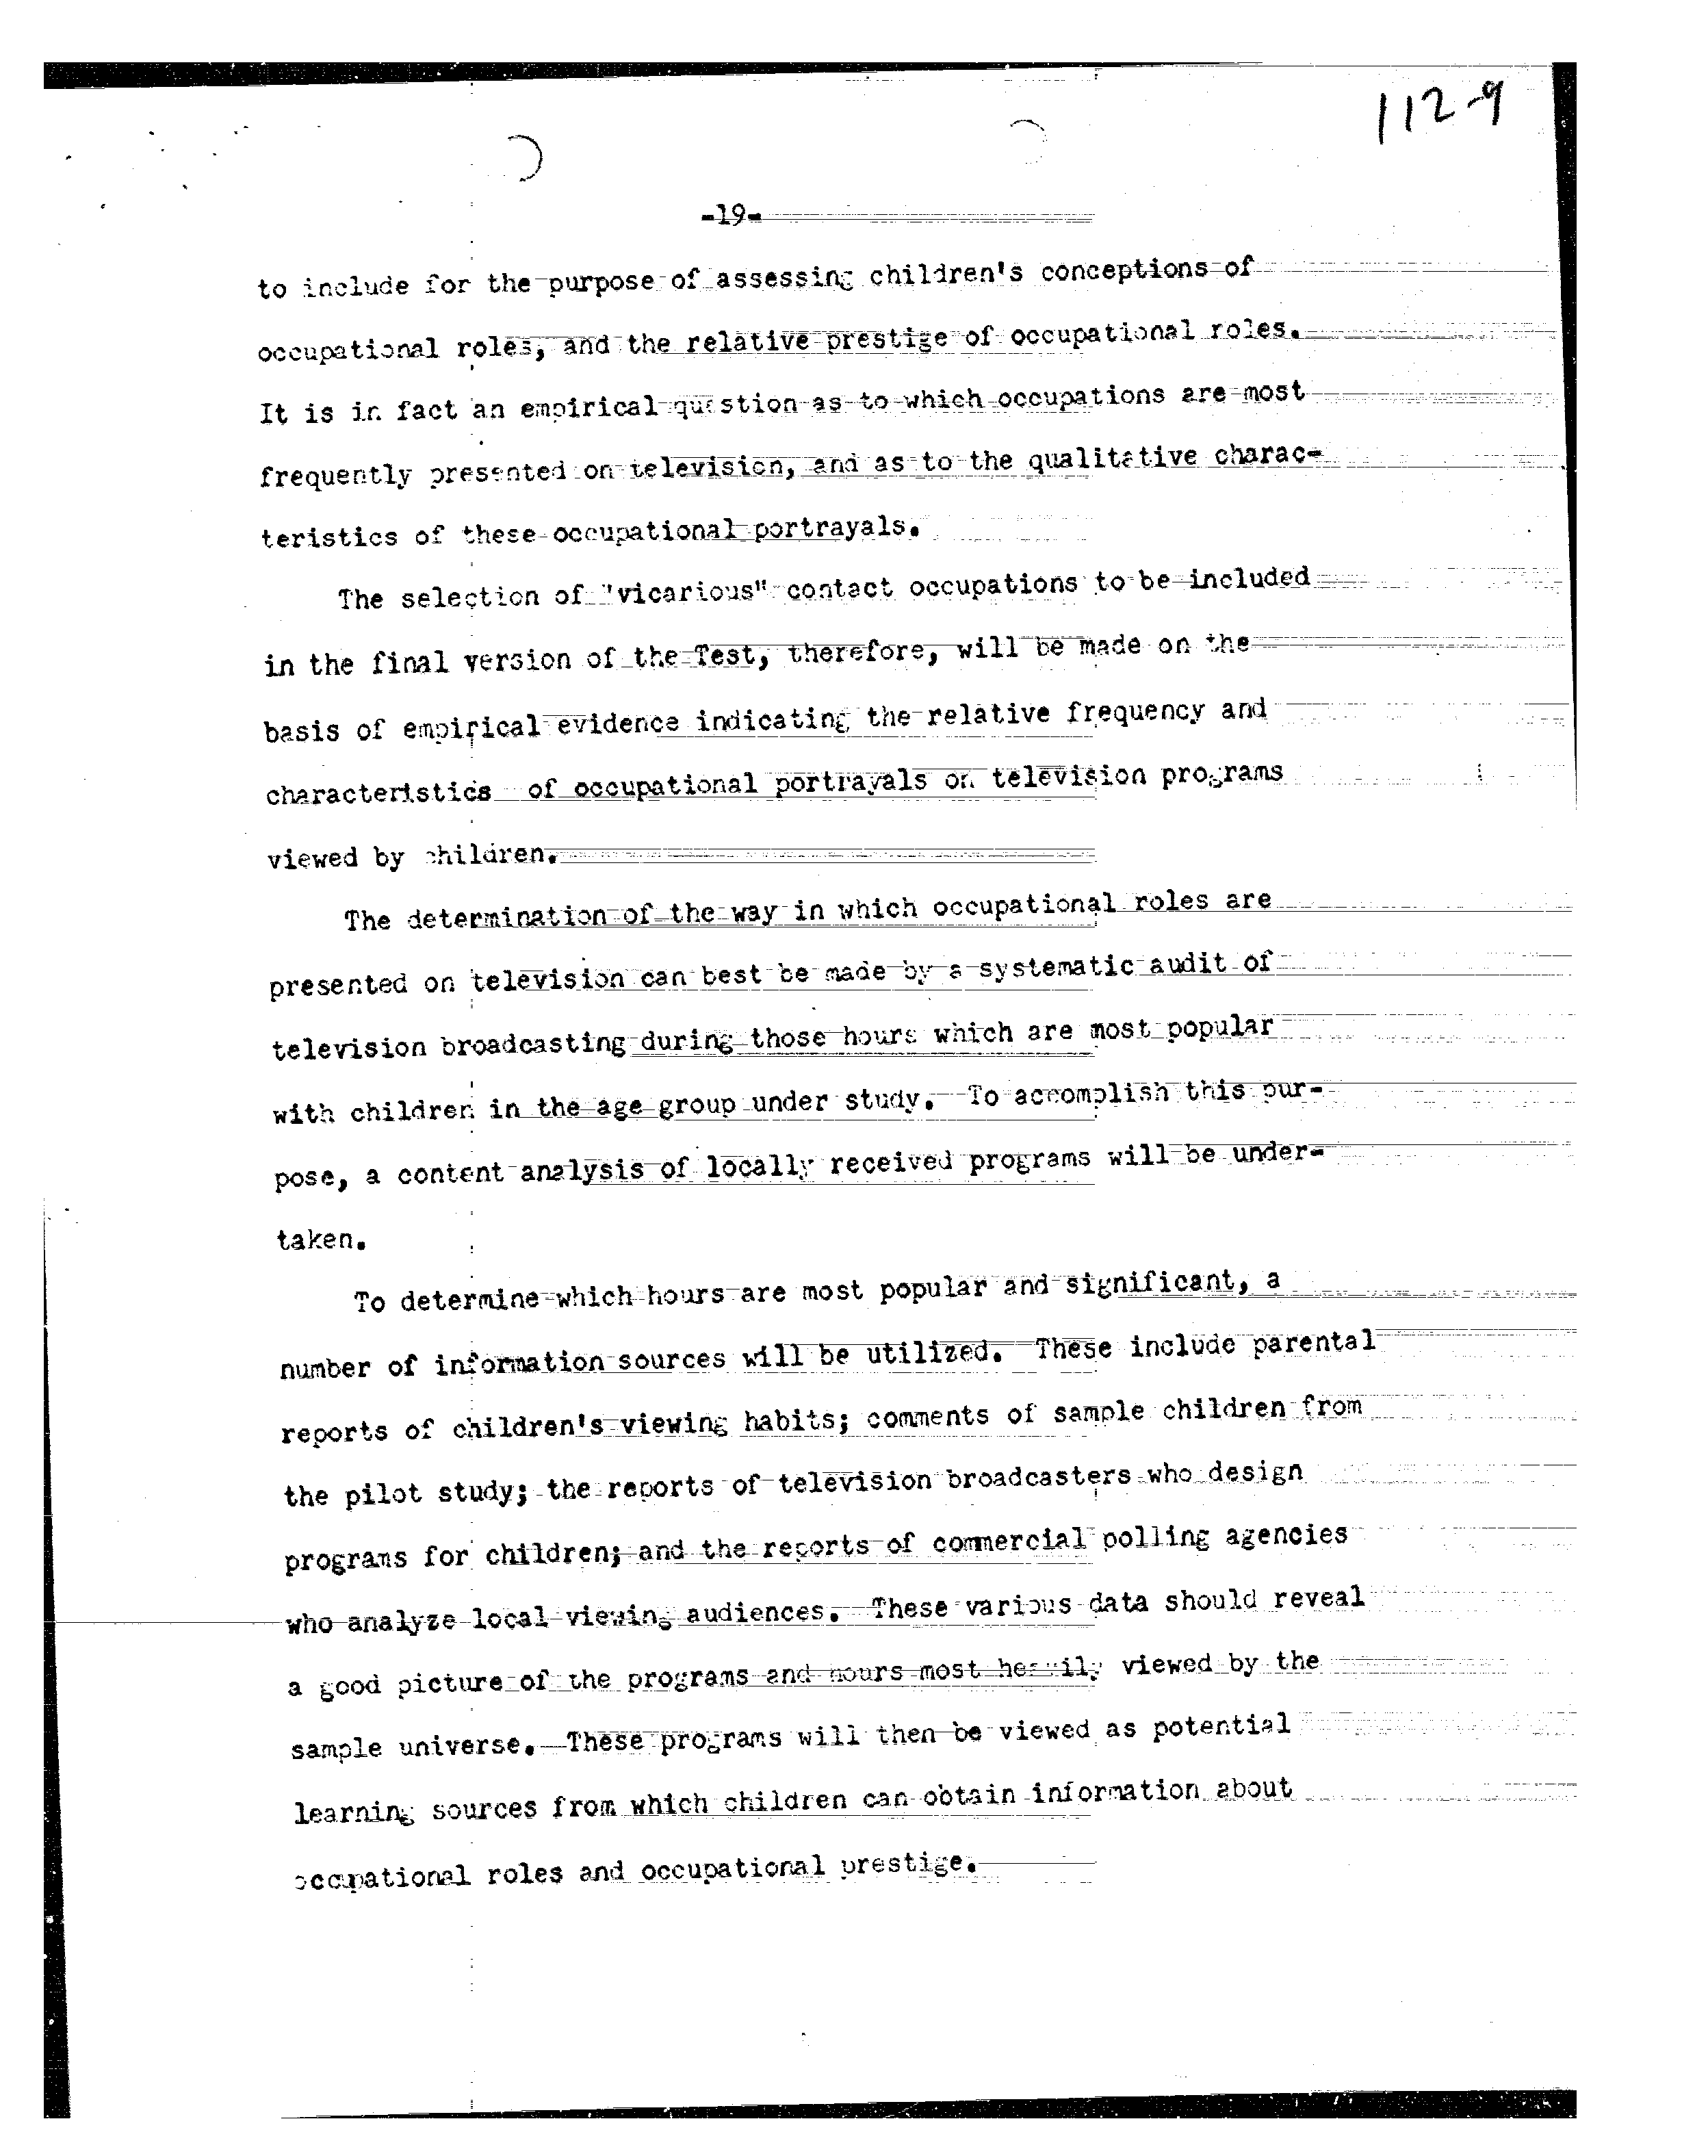 112-9
-19-
to include for the purpose of assessing children's conceptions of
occupational roles, and the relative prestige of occupational roles.
It is in fact an empirical question as to which occupations are most
frequently presented on television, and as to the qualitative charac-
teristics of these occupational portrayals.
The selection of "vicarious" contact occupations to be included
in the final version of the Test, therefore, will be made on the
basis of empirical evidence indicating the relative frequency and
characteristics of occupational portrayals on television programs
viewed by children.
The determination of the way in which occupational roles are
presented on television can best be made by a systematic audit of
television broadcasting during those hours which are most popular
with children in the age group under study. To accomplish this pur-
pose, a content analysis of locally received programs will be under-
taken.
To determine which hours are most popular and significant, a
number of information sources will be utilized. These include parental
reports of children's viewing habits; comments of sample children from
the pilot study; the reports of television broadcasters who design
programs for children; and the reports of commercial polling agencies
who analyze local viewing audiences. These various data should reveal
a good picture of the programs and hours most heavily viewed by the
sample universe. These programs will then be viewed as potential
learning sources from which children can obtain information about
occupational roles and occupational prestige.